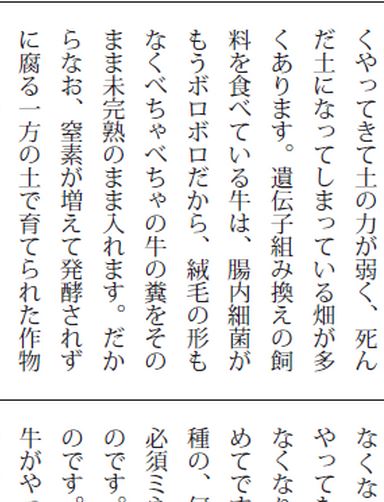 くやってきて土の力が弱く、死ん
だ土になってしまっている畑が多
くあります。遺伝子組み換えの飼
料を食べている牛は、腸内細菌が
もうボロボロだから、絨毛の形も
なくべちゃべちゃの牛の糞をその
まま未完熟のまま入れます。だか
らなお、窒素が増えて発酵されず
に腐る一方の土で育てられた作物
なくな
やって
なくな
めてで
種の、
必須ミ
のです。
のです。
牛がや